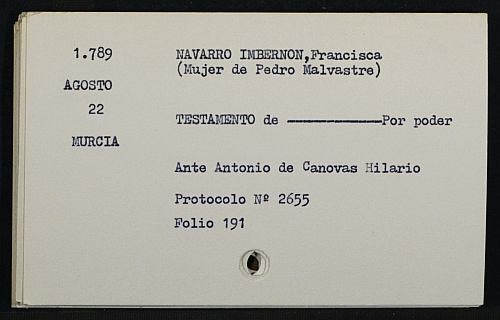 1.789
AGOSTO
22
MURCIA
NAVARRO IMBERNON,Francisca
(Mujer de Pedro Malvastre)
TESTAMENTO de ——————Por poder
Ante Antonio de Canovas Hilario
Protocolo Nº 2655
Folio 191